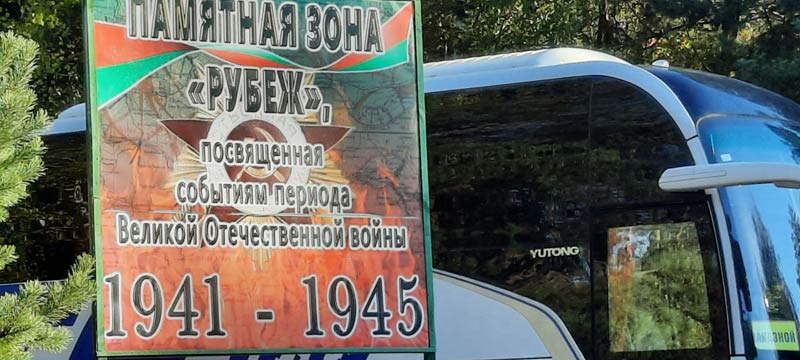 ПАМЯТНАЯ ЗОНА
«РУБЕЖ»,
посвященная
событиям периода
Великой Отечественной войны
1941 - 1945
YUTONG